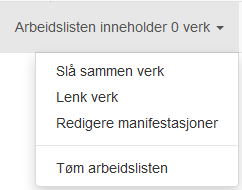 Arbeidslisten inneholder 0 verk
Slå sammen verk
Lenk verk
Redigere manifestasjoner
Tøm arbeidslisten